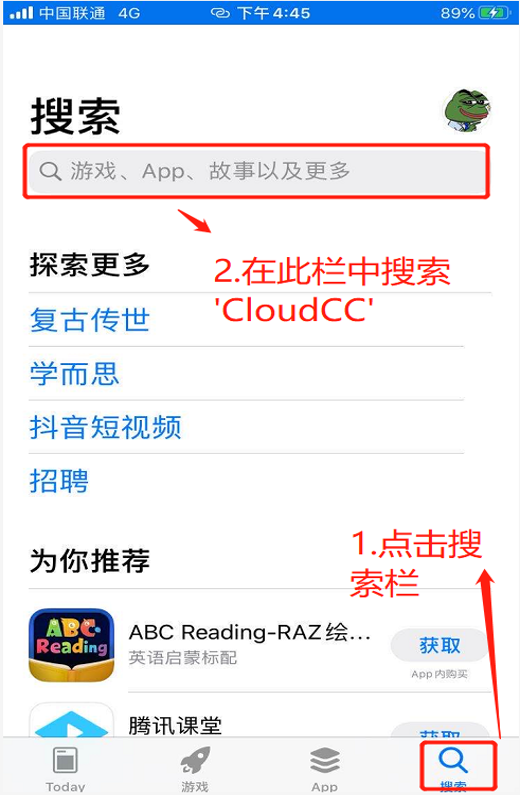 中国联通 4G 下午4:45 89%
搜索
游戏、App、故事以及更多
2.在此栏中搜索
'CloudCC'
探索更多
复古传世
学而思
抖音短视频
招聘
1.点击搜
索栏
为你推荐
ABC
Reading
ABC Reading-RAZ绘...
英语启蒙标配
获取
App内购买
腾讯课堂
获取
Today 游戏 App 搜索